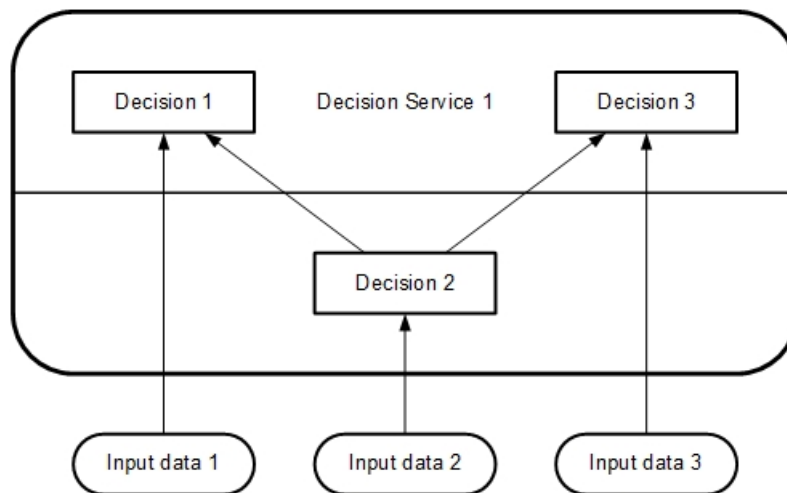 Decision 1
Decision Service 1
Decision 3
Decision 2
Input data 1
Input data 2
Input data 3